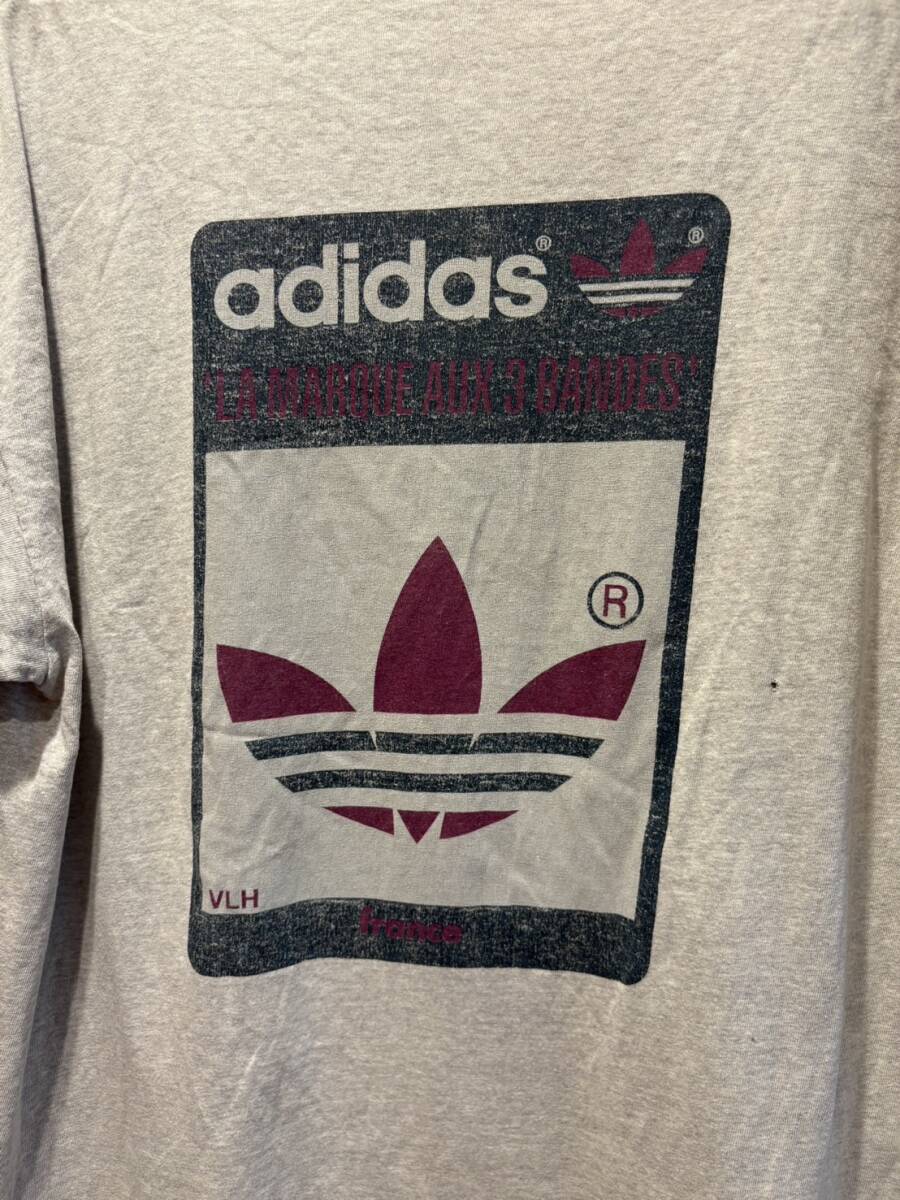 adidas®
®
'LA MARQUE AUX 3 BANDES'
®
VLH
france